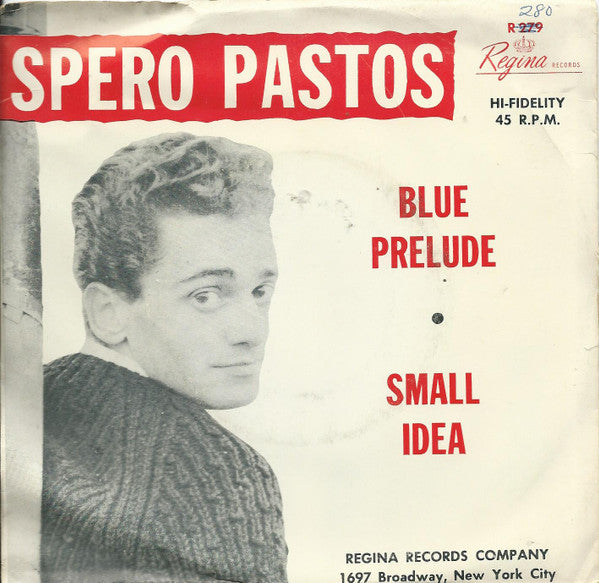 280
R-279
SPERO PASTOS
Regina RECORDS
HI-FIDELITY
45 R.P.M.
BLUE
PRELUDE
•
SMALL
IDEA
REGINA RECORDS COMPANY
1697 Broadway, New York City